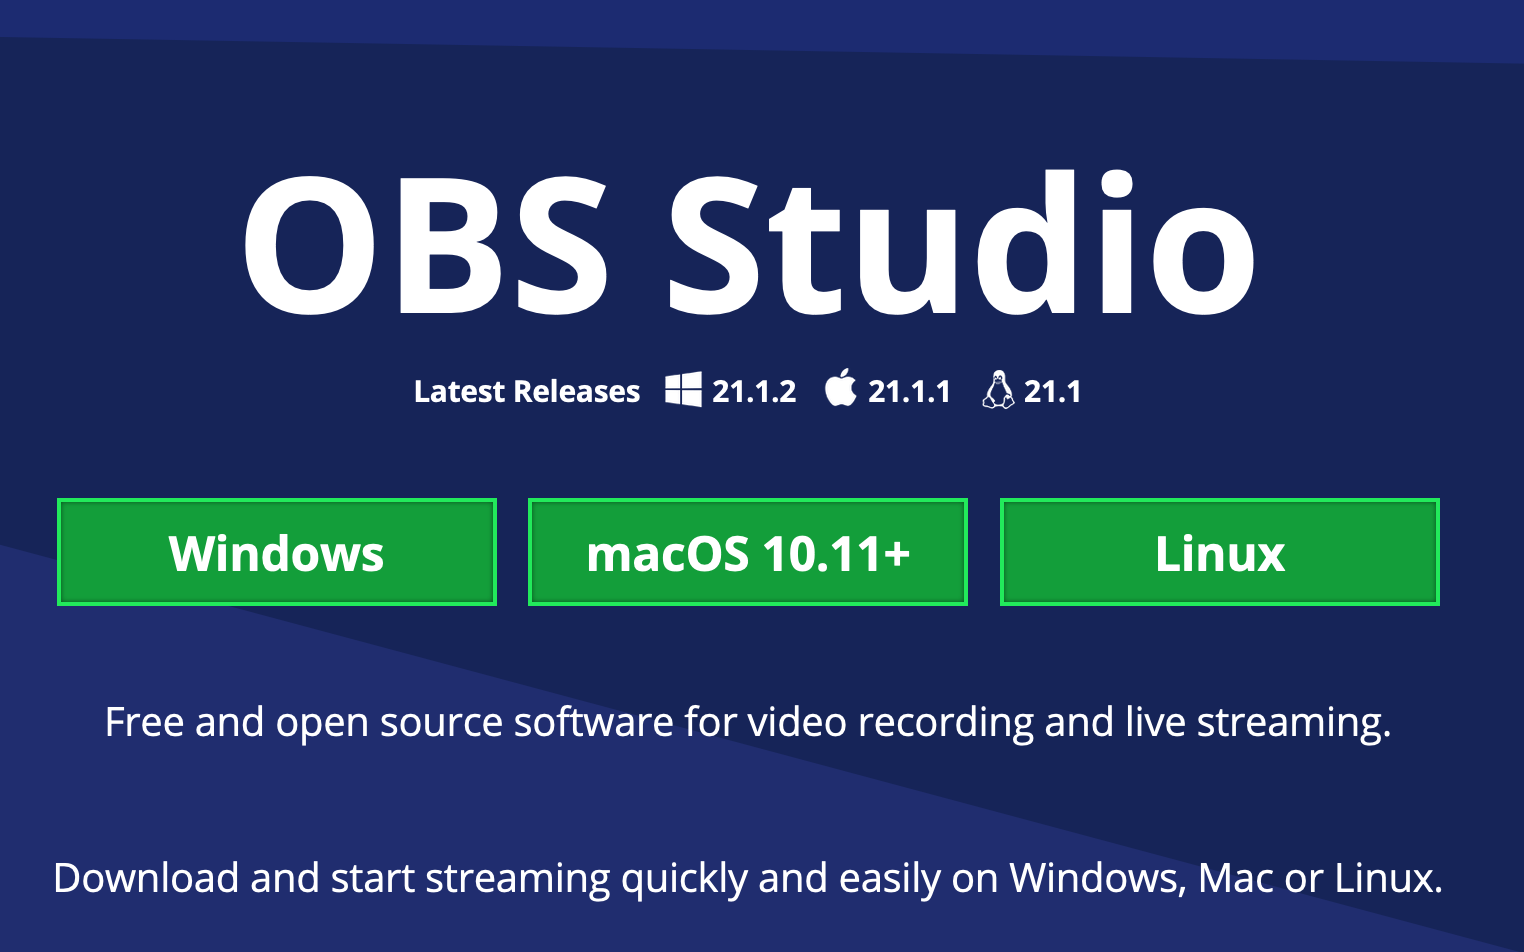 OBS Studio
Latest Releases 21.1.2 21.1.1 21.1
Windows macOS 10.11+ Linux
Free and open source software for video recording and live streaming.
Download and start streaming quickly and easily on Windows, Mac or Linux.